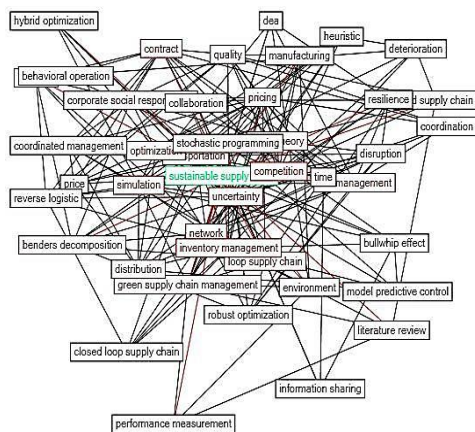 hybrid optimization
dea
heuristic
contract
quality
manufacturing
deterioration
behavioral operation
corporate social respor
collaboration
pricing
resilience
d supply chain
coordination
coordinated management
optimization
stochastic programming
eory
disruption
portation
sustainable supply
competition
time
management
price
simulation
reverse logistic
uncertainty
network
benders decomposition
inventory management
bullwhip effect
loop supply chain
distribution
green supply chain management
environment
model predictive control
robust optimization
literature review
closed loop supply chain
information sharing
performance measurement